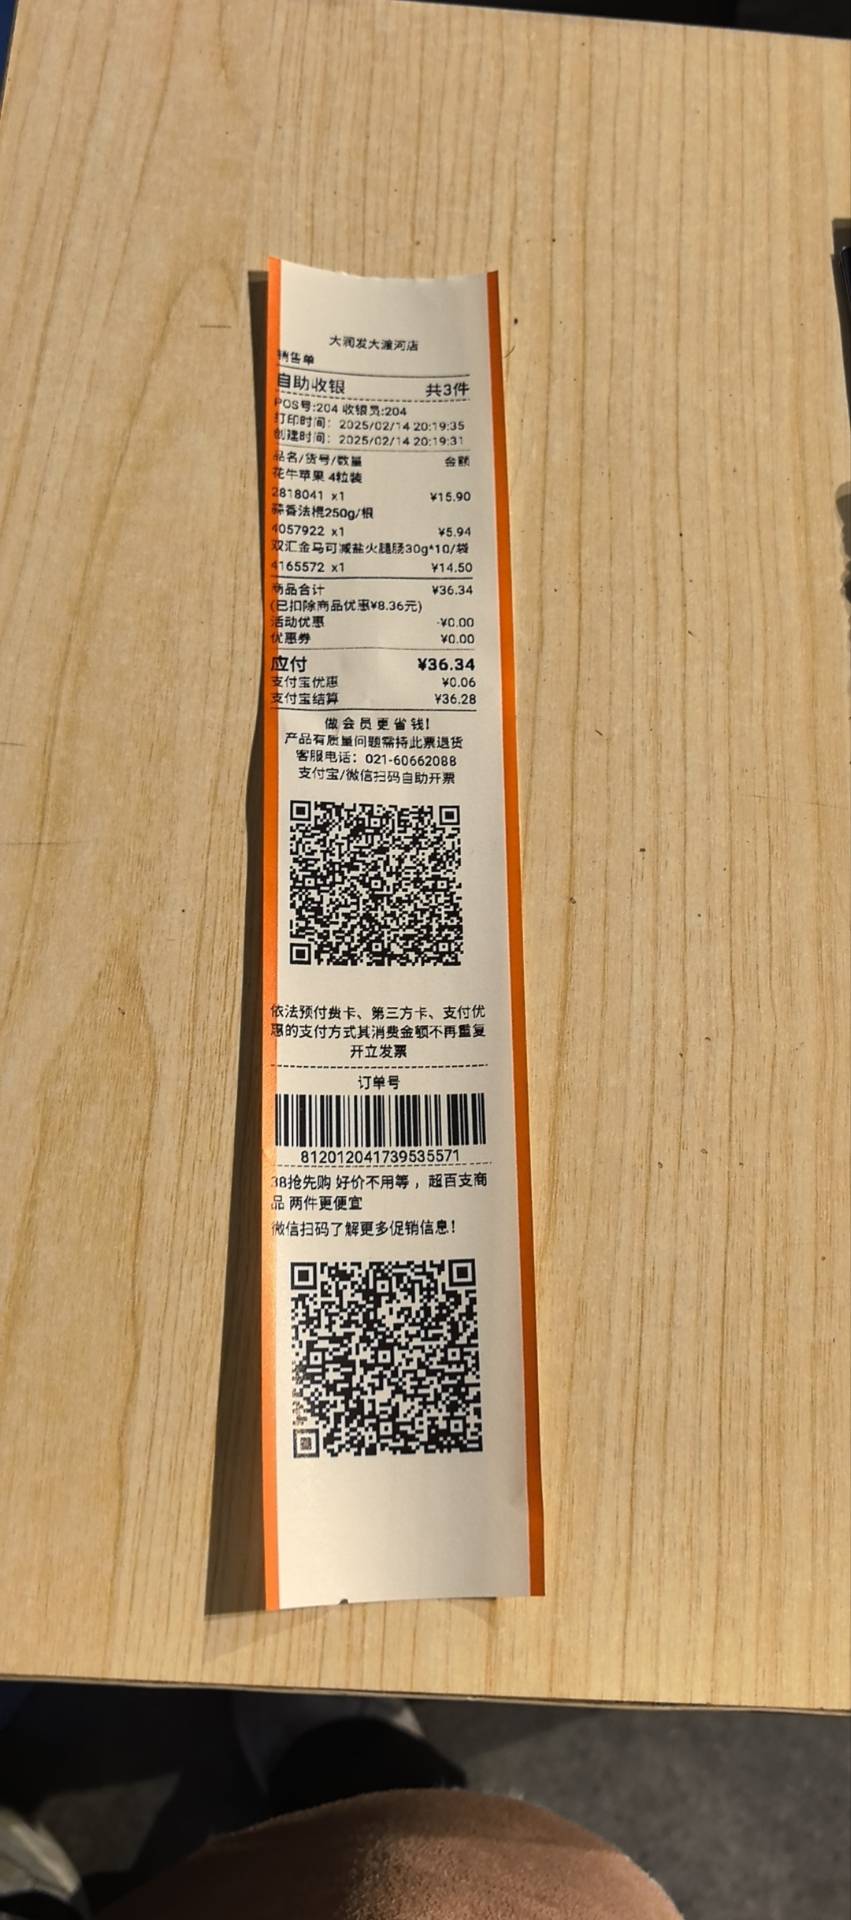 大润发大渡河店
销售单
自助收银 共3件
POS号:204 收银员:204
打印时间: 2025/02/14 20:19:35
创建时间: 2025/02/14 20:19:31
品名/货号/数量 金额
花牛苹果 4粒装
2818041 x1 ¥15.90
蒜香法棍250g/根
4057922 x1 ¥5.94
双汇金马可减盐火腿肠30g*10/袋
4165572 x1 ¥14.50
商品合计 ¥36.34
(已扣除商品优惠¥8.36元)
活动优惠 -¥0.00
优惠券 ¥0.00
应付 ¥36.34
支付宝优惠 ¥0.06
支付宝结算 ¥36.28
做会员更省钱!
产品有质量问题需持此票退货
客服电话: 021-60662088
支付宝/微信扫码自助开票
依法预付费卡、第三方卡、支付优
惠的支付方式其消费金额不再重复
开立发票
订单号
812012041739535571
38抢先购 好价不用等，超百支商
品 两件更便宜
微信扫码了解更多促销信息!